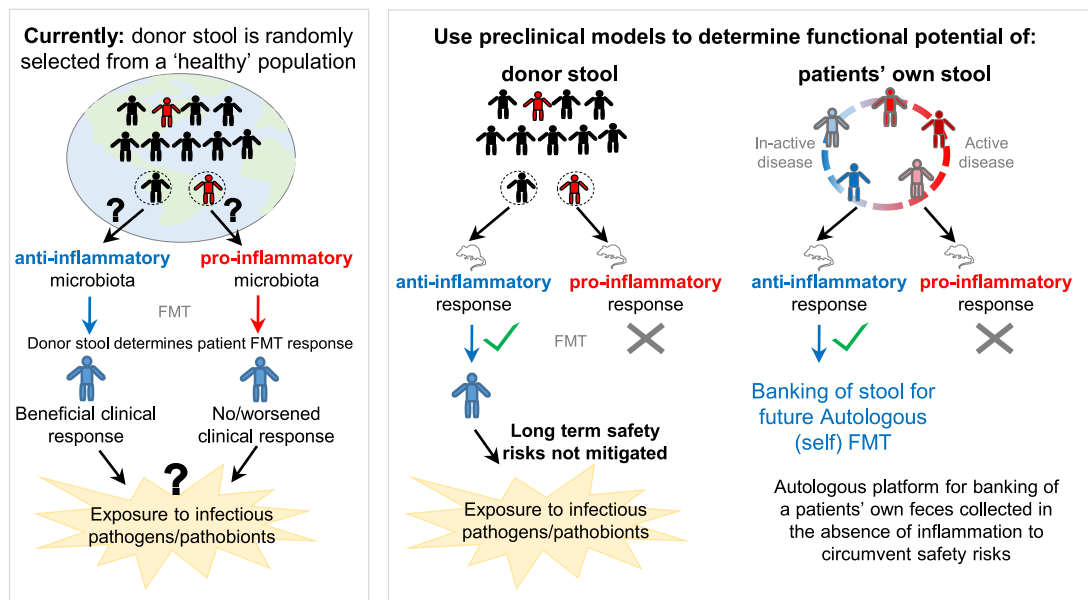 Currently: donor stool is randomly
selected from a ‘healthy’ population
?
?
anti-inflammatory
microbiota
pro-inflammatory
microbiota
FMT
Donor stool determines patient FMT response
Beneficial clinical
response
No/worsened
clinical response
?
Exposure to infectious
pathogens/pathobionts
Use preclinical models to determine functional potential of:
donor stool
anti-inflammatory
response
pro-inflammatory
response
FMT
Long term safety
risks not mitigated
Exposure to infectious
pathogens/pathobionts
patients’ own stool
In-active
disease
Active
disease
anti-inflammatory
response
pro-inflammatory
response
Banking of stool for
future Autologous
(self) FMT
Autologous platform for banking of
a patients’ own feces collected in
the absence of inflammation to
circumvent safety risks